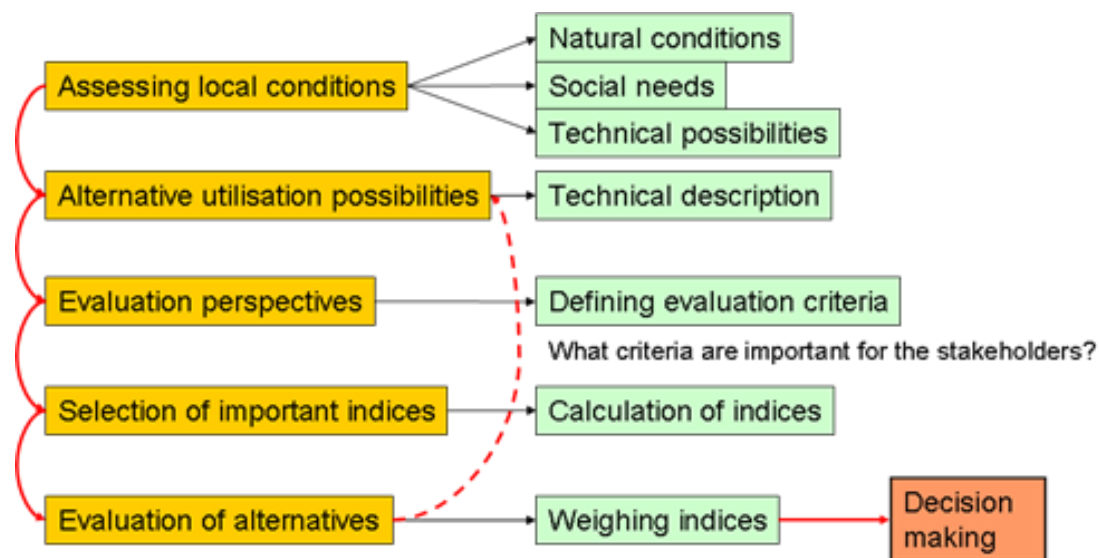 Natural conditions
Assessing local conditions
Social needs
Technical possibilities
Alternative utilisation possibilities
Technical description
Evaluation perspectives
Defining evaluation criteria
What criteria are important for the stakeholders?
Selection of important indices
Calculation of indices
Evaluation of alternatives
Weighing indices
Decision
making